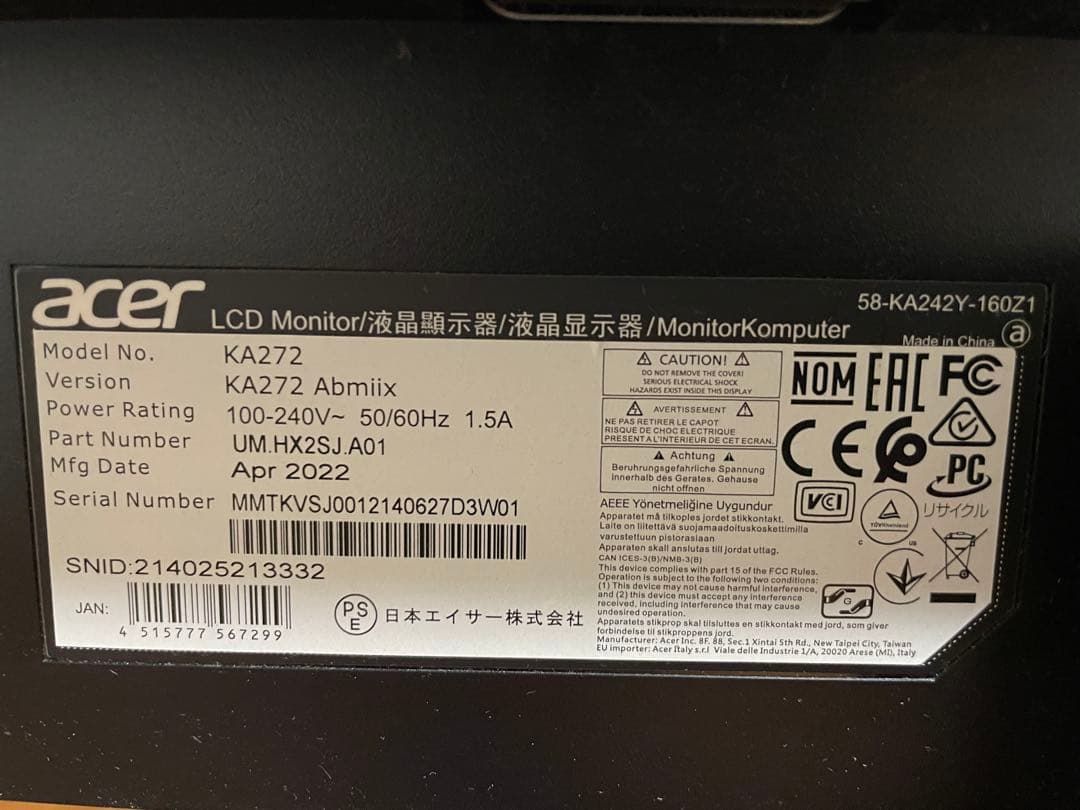 acer
LCD Monitor/液晶顯示器/液晶显示器/MonitorKomputer
58-KA242Y-160Z1
Made in China
a
Model No. KA272
Version KA272 Abmiix
Power Rating 100-240V~ 50/60Hz 1.5A
Part Number UM.HX2SJ.A01
Mfg Date Apr 2022
Serial Number MMTKVSJ0012140627D3W01
SNID:214025213332
JAN:
4 515777 567299
PS
E
日本エイサー株式会社
CAUTION!
DO NOT REMOVE THE COVER!
SERIOUS ELECTRICAL SHOCK
HAZARDS EXIST INSIDE THIS DISPLAY
AVERTISSEMENT
NE PAS RETIRER LE CAPOT
RISQUE DE CHOC ELECTRIQUE
PRESENT A L'INTERIEUR DE CET ECRAN.
Achtung
Beruhrungsgefahrliche Spannung
innerhalb des Gerates. Gehause
nicht offnen
AEEE Yönetmeliğine Uygundur
Apparatet må tilkoples jordet stikkontakt.
Laite on liitettävä suojamaadoituskoskettimilla
varustettuun pistorasiaan
Apparaten skall anslutas till jordat uttag.
CAN ICES-3(B)/NMB-3(B)
This device complies with part 15 of the FCC Rules.
Operation is subject to the following two conditions:
(1) This device may not cause harmful interference,
and (2) this device must accept any interference
received, including interference that may cause
undesired operation.
Apparatets stikprop skal tilsluttes en stikkontakt med jord, som giver
forbindelse til stikproppens jord.
Manufacturer: Acer Inc. 8F. 88, Sec.1 Xintai 5th Rd., New Taipei City, Taiwan
EU importer: Acer Italy s.r.l Viale delle Industrie 1/A, 20020 Arese (MI), Italy
NOM EAC FC
CE
PC
リサイクル
VCCI
TÜVRheinland
C US
G